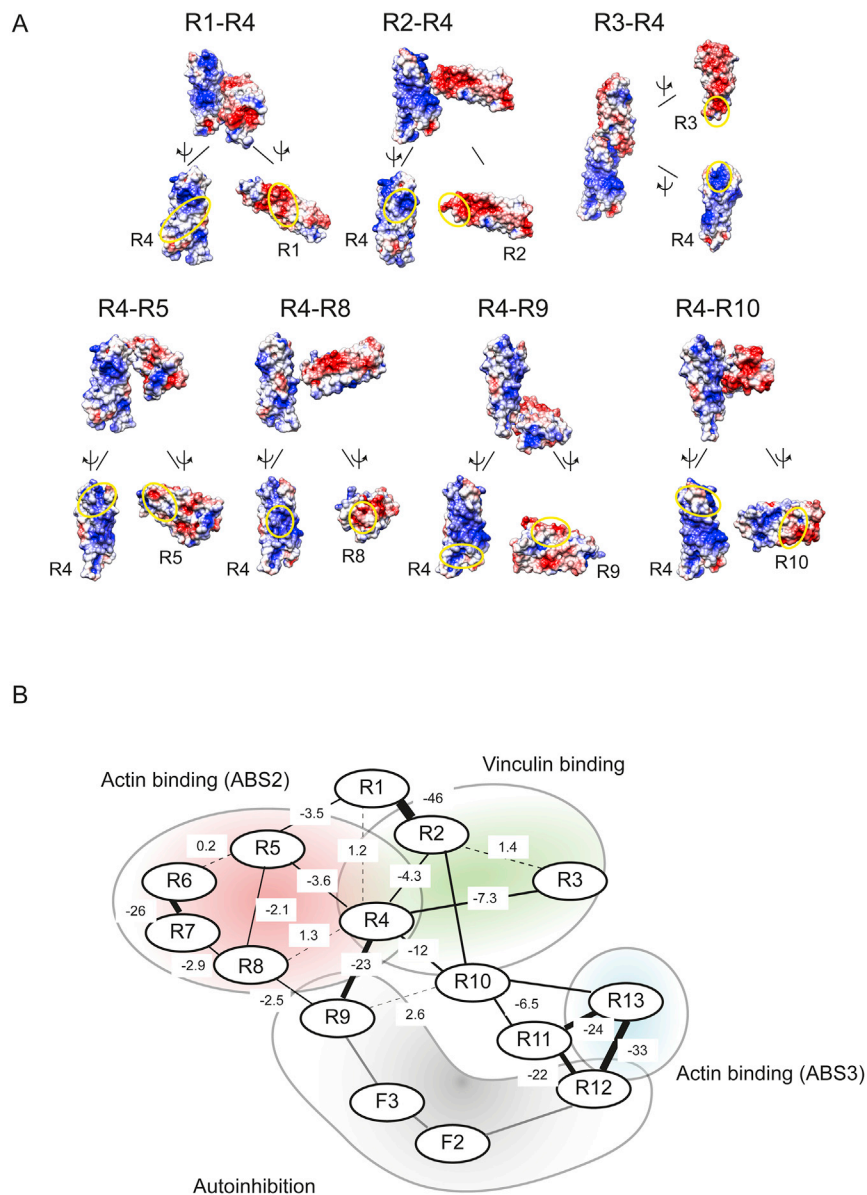 A
R1-R4
R2-R4
R3-R4
R3
R4
R1
R4
R2
R4
R4-R5
R4-R8
R4-R9
R4-R10
R4
R5
R4
R8
R4
R9
R4
R10
B
Actin binding (ABS2)
Vinculin binding
R1
-46
-3.5
R2
0.2
R5
1.2
1.4
R6
-3.6
-4.3
R3
-26
-7.3
R7
-2.1
1.3
R4
-2.9
R8
-23
-12
-2.5
R10
R13
R9
2.6
-6.5
R11
-24
-33
-22
R12
Actin binding (ABS3)
F3
F2
Autoinhibition